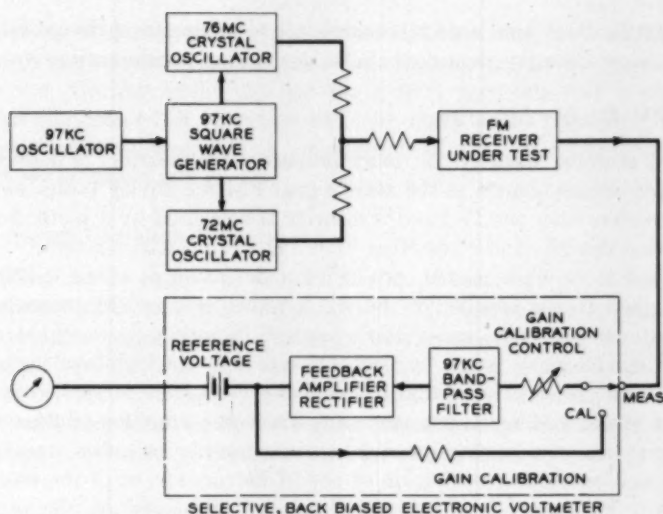 76MC
CRYSTAL
OSCILLATOR
97KC
OSCILLATOR
97KC
SQUARE
WAVE
GENERATOR
FM
RECEIVER
UNDER TEST
72MC
CRYSTAL
OSCILLATOR
REFERENCE
VOLTAGE
FEEDBACK
AMPLIFIER
RECTIFIER
97KC
BAND-
PASS
FILTER
GAIN
CALIBRATION
CONTROL
MEAS
CAL
GAIN CALIBRATION
SELECTIVE, BACK BIASED ELECTRONIC VOLTMETER